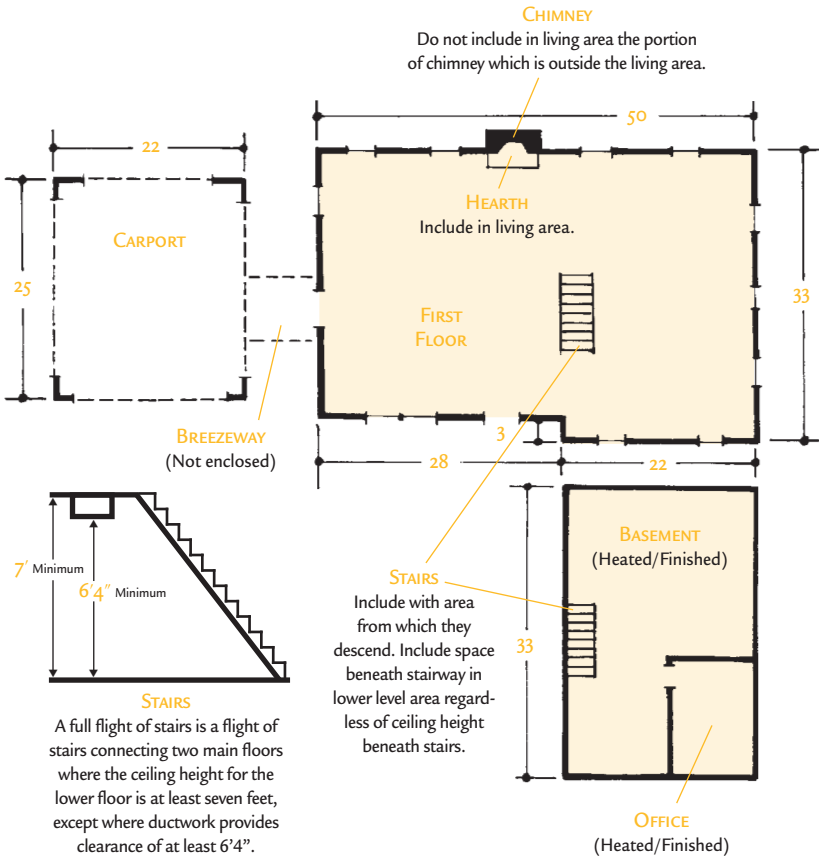 CHIMNEY
Do not include in living area the portion
of chimney which is outside the living area.
50
22
HEARTH
Include in living area.
CARPORT
25
33
FIRST
FLOOR
BREEZEWAY
(Not enclosed)
3
28
22
7' Minimum
6'4" Minimum
STAIRS
A full flight of stairs is a flight of
stairs connecting two main floors
where the ceiling height for the
lower floor is at least seven feet,
except where ductwork provides
clearance of at least 6'4”.
STAIRS
Include with area
from which they
descend. Include space
beneath stairway in
lower level area regard-
less of ceiling height
beneath stairs.
BASEMENT
(Heated/Finished)
33
OFFICE
(Heated/Finished)